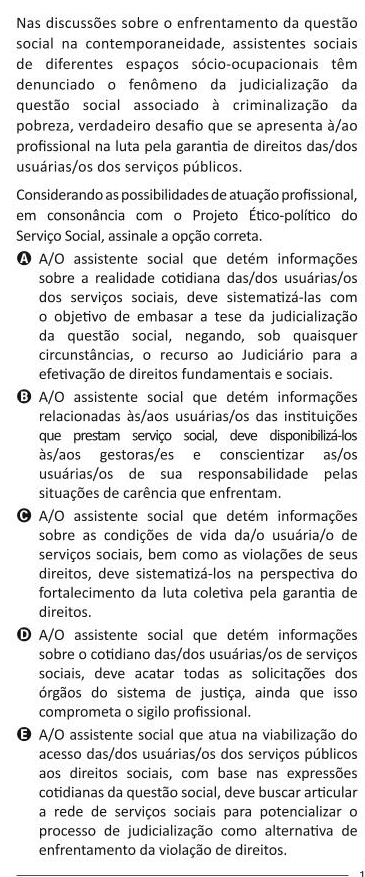 Nas discussões sobre o enfrentamento da questão
social na contemporaneidade, assistentes sociais
de diferentes espaços sócio-ocupacionais têm
denunciado o fenômeno da judicialização da
questão social associado à criminalização da
pobreza, verdadeiro desafio que se apresenta à/ao
profissional na luta pela garantia de direitos das/dos
usuárias/os dos serviços públicos.
Considerando as possibilidades de atuação profissional,
em consonância com o Projeto Ético-político do
Serviço Social, assinale a opção correta.
A A/O assistente social que detém informações
sobre a realidade cotidiana das/dos usuárias/os
dos serviços sociais, deve sistematizá-las com
o objetivo de embasar a tese da judicialização
da questão social, negando, sob quaisquer
circunstâncias, o recurso ao Judiciário para a
efetivação de direitos fundamentais e sociais.
B A/O assistente social que detém informações
relacionadas às/aos usuárias/os das instituições
que prestam serviço social, deve disponibilizá-los
às/aos gestoras/es e conscientizar as/os
usuárias/os de sua responsabilidade pelas
situações de carência que enfrentam.
C A/O assistente social que detém informações
sobre as condições de vida da/o usuária/o de
serviços sociais, bem como as violações de seus
direitos, deve sistematizá-los na perspectiva do
fortalecimento da luta coletiva pela garantia de
direitos.
D A/O assistente social que detém informações
sobre o cotidiano das/dos usuárias/os de serviços
sociais, deve acatar todas as solicitações dos
órgãos do sistema de justiça, ainda que isso
comprometa o sigilo profissional.
E A/O assistente social que atua na viabilização do
acesso das/dos usuárias/os dos serviços públicos
aos direitos sociais, com base nas expressões
cotidianas da questão social, deve buscar articular
a rede de serviços sociais para potencializar o
processo de judicialização como alternativa de
enfrentamento da violação de direitos.
1